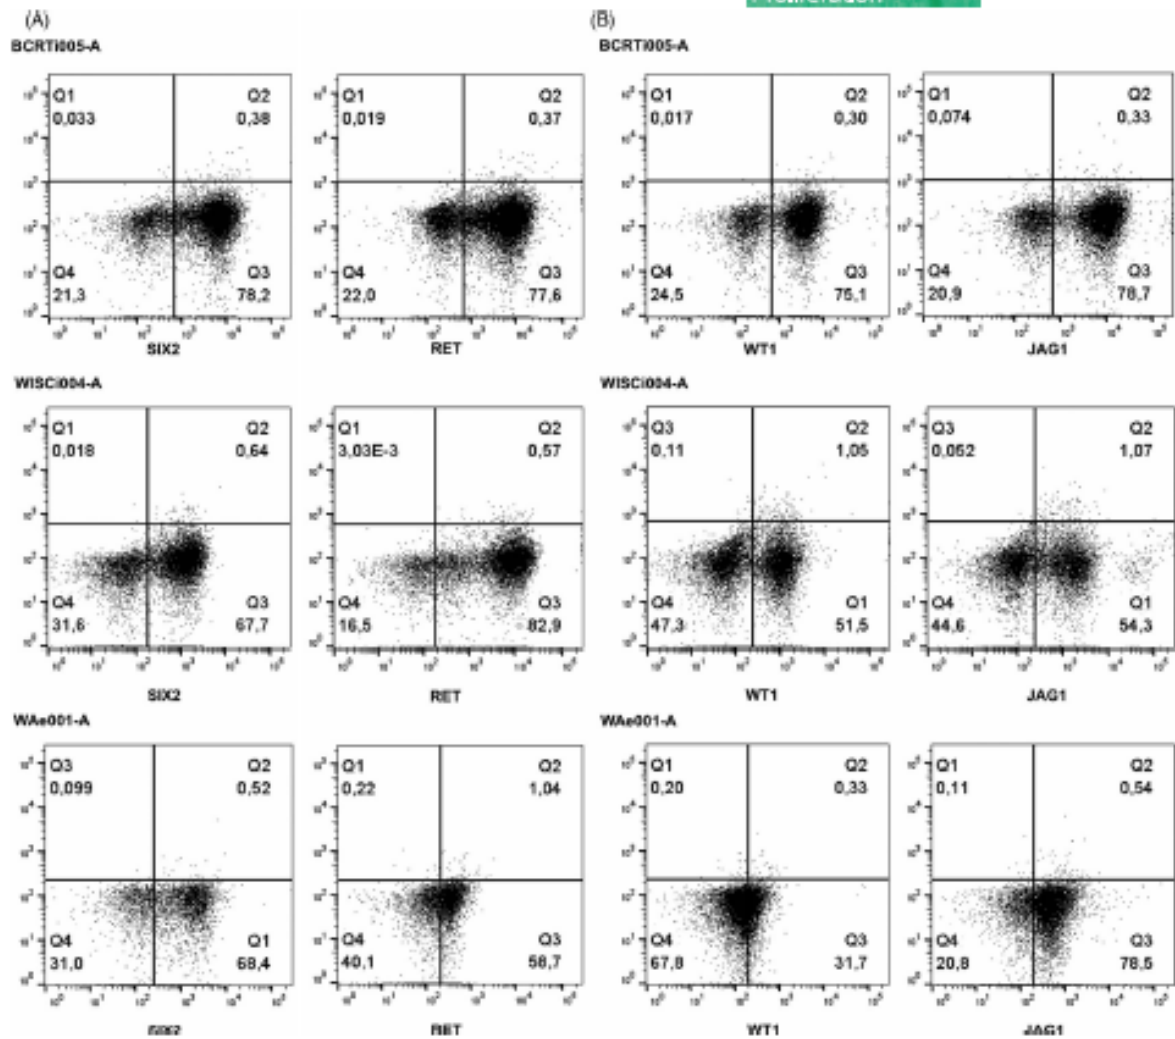 Proliferation
(A) (B)
BCRTi005-A BCRTi005-A
Q1 Q2 Q1 Q2 Q1 Q2 Q1 Q2
0,033 0,38 0,019 0,37 0,017 0,30 0,074 0,33
Q4 Q3 Q4 Q3 Q4 Q3 Q4 Q3
21,3 78,2 22,0 77,6 24,5 75,1 20,9 78,7
SIX2 RET WT1 JAG1
WISCi004-A WISCi004-A
Q1 Q2 Q1 Q2 Q3 Q2 Q3 Q2
0,018 0,64 3,03E-3 0,57 0,11 1,05 0,052 1,07
Q4 Q3 Q4 Q3 Q4 Q1 Q4 Q1
31,6 67,7 16,5 82,9 47,3 51,5 44,6 54,3
SIX2 RET WT1 JAG1
WAe001-A WAe001-A
Q3 Q2 Q1 Q2 Q1 Q2 Q1 Q2
0,099 0,52 0,22 1,04 0,20 0,33 0,11 0,54
Q4 Q1 Q4 Q3 Q4 Q3 Q4 Q3
31,0 68,4 40,1 58,7 67,8 31,7 20,8 78,5
SIX2 RET WT1 JAG1